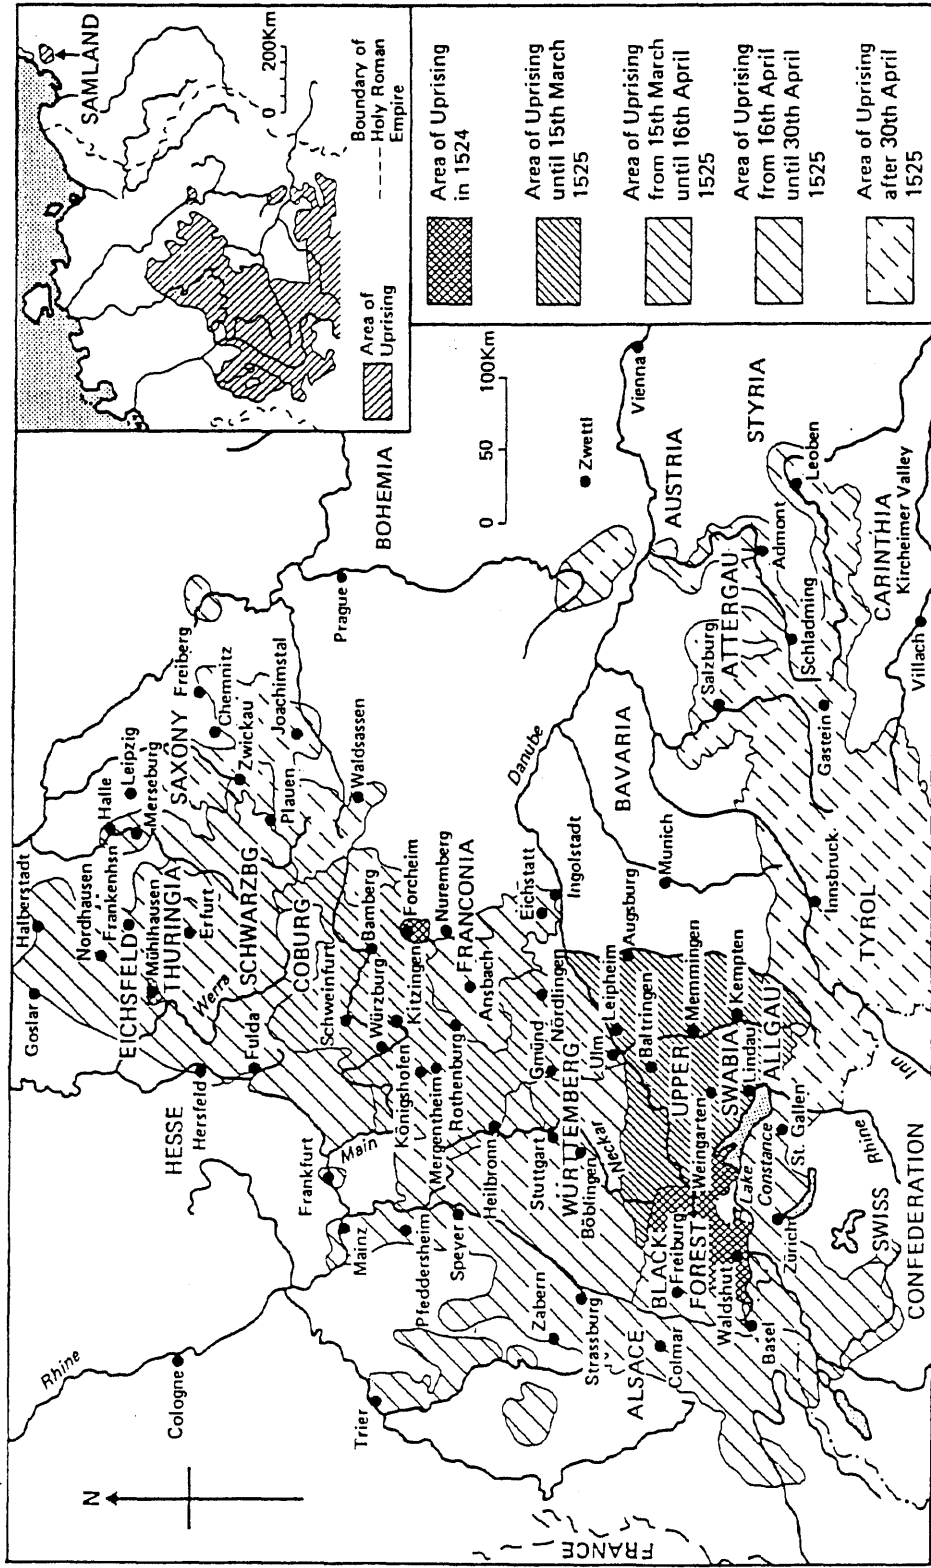 SAMLAND
0 200Km
Boundary of
Holy Roman
Empire
Area of
Uprising
Area of Uprising
in 1524
Area of Uprising
until 15th March
1525
Area of Uprising
from 15th March
until 16th April
1525
Area of Uprising
from 16th April
until 30th April
1525
Area of Uprising
after 30th April
1525
N
0 50 100Km
Rhine
Cologne
Trier
FRANCE
HESSE
Hersfeld
Fulda
Frankfurt
Main
Mainz
Pfeddersheim
Speyer
Zabern
Strassburg
ALSACE
Colmar
Goslar
Halberstadt
Nordhausen
Frankenhsn
EICHSFELD
Mühlhausen
THURINGIA
Erfurt
Werra
SCHWARZBG
COBURG
Halle
Leipzig
Merseburg
SAXONY
Freiberg
Chemnitz
Zwickau
Plauen
Joachimstal
Waldsassen
Prague
BOHEMIA
Schweinfurt
Bamberg
Würzburg
Forcheim
Kitzingen
Nuremberg
FRANCONIA
Königshofen
Mergentheim
Rothenburg
Ansbach
Heilbronn
Eichstatt
Ingolstadt
Danube
Gmünd
Nördlingen
Stuttgart
WÜRTTEMBERG
Böblingen
Neckar
Ulm
Leipheim
Augsburg
Baltringen
UPPER
SWABIA
Memmingen
Kempten
ALLGAU
Weingarten
Lindau
BLACK
FOREST
Freiburg
Waldshut
Basel
Lake
Constance
St. Gallen
Zürich
Rhine
SWISS
CONFEDERATION
Inn
BAVARIA
Munich
Innsbruck
TYROL
Zwettl
Vienna
AUSTRIA
STYRIA
Leoben
Admont
ATTERGAU
Salzburg
Schladming
Gastein
CARINTHIA
Kircheimer Valley
Villach